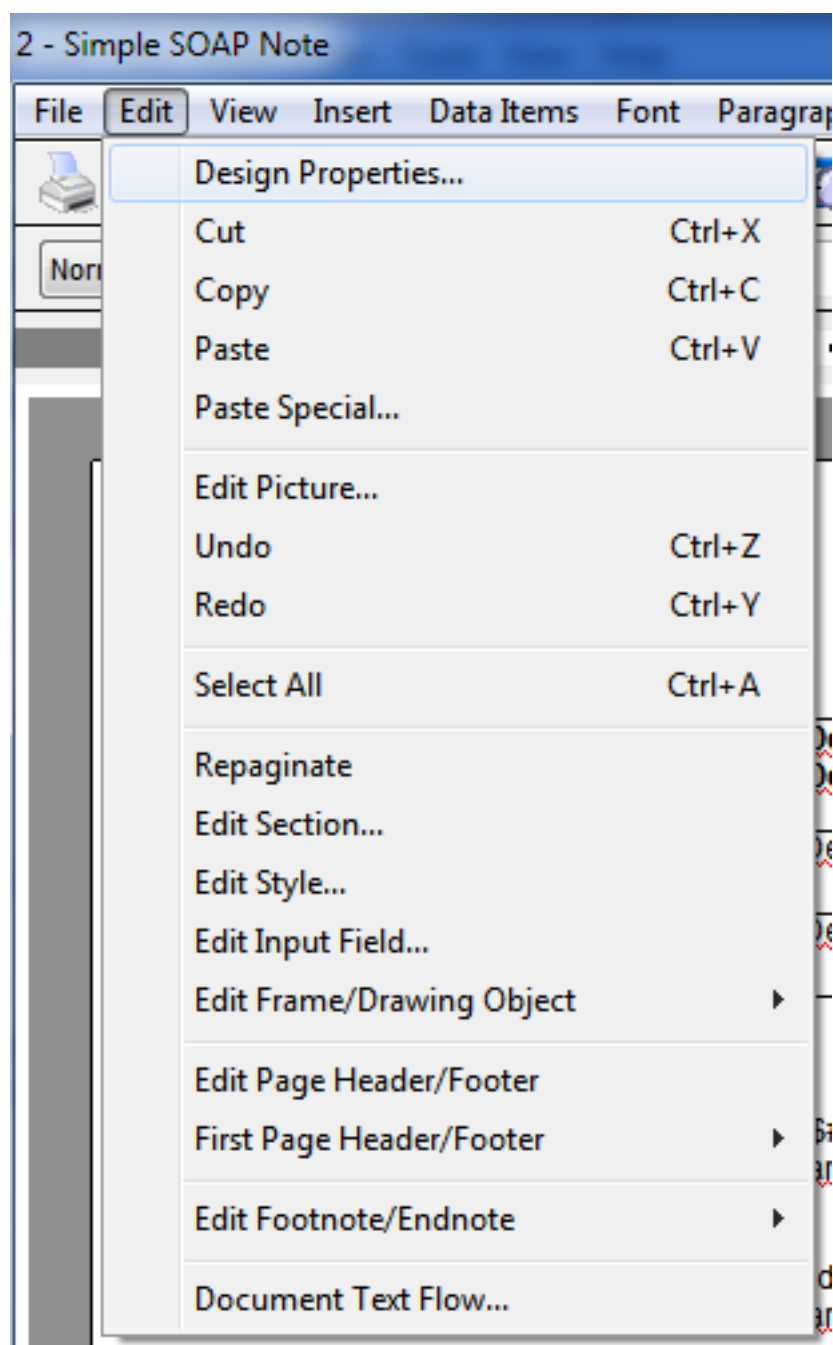 2 - Simple SOAP Note
File Edit View Insert Data Items Font
Design Properties...
Cut Ctrl+X
Copy Ctrl+C
Paste Ctrl+V
Paste Special...
Edit Picture...
Undo Ctrl+Z
Redo Ctrl+Y
Select All Ctrl+A
Repaginate
Edit Section...
Edit Style...
Edit Input Field...
Edit Frame/Drawing Object
Edit Page Header/Footer
First Page Header/Footer
Edit Footnote/Endnote
Document Text Flow...